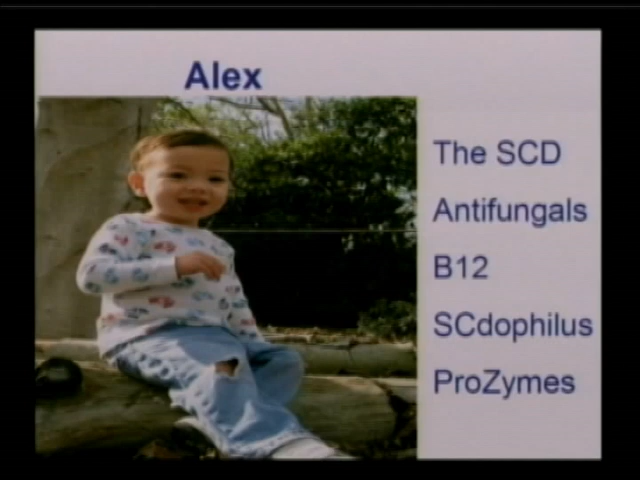 Alex
The SCD
Antifungals
B12
SCdophilus
ProZymes